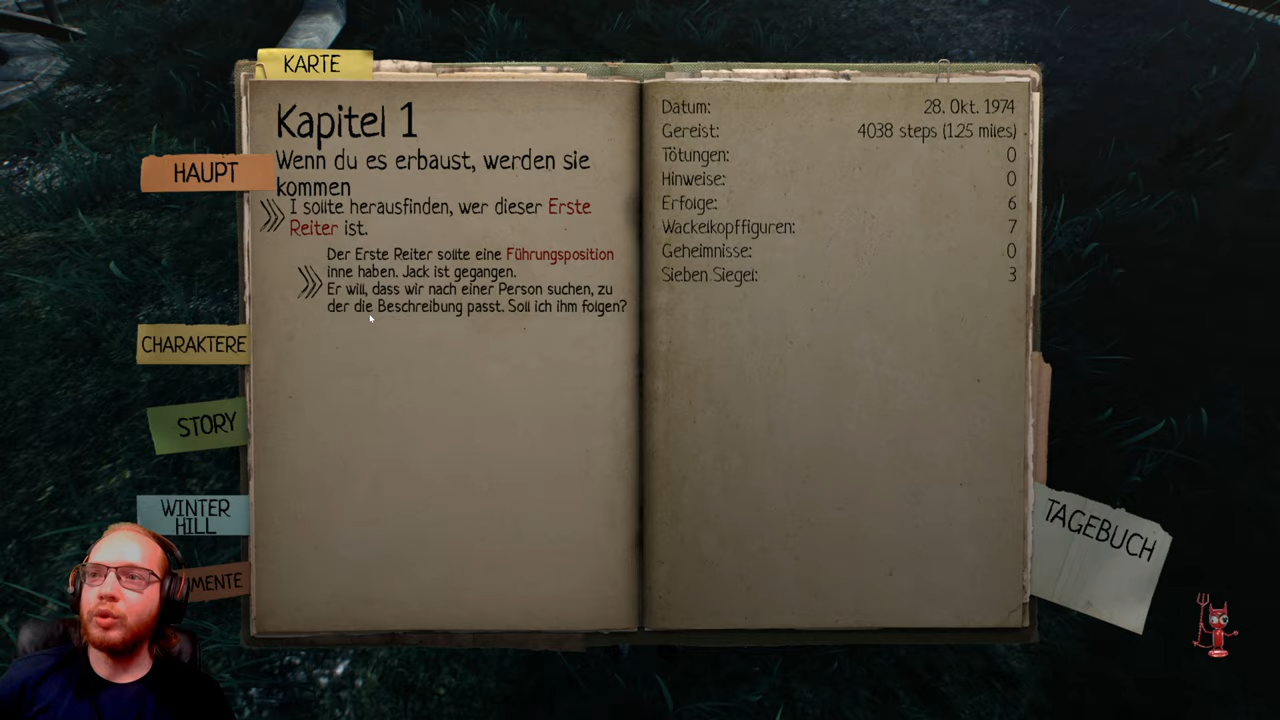 KARTE
Kapitel 1
Wenn du es erbaust, werden sie
kommen
I sollte herausfinden, wer dieser Erste
Reiter ist.
Der Erste Reiter sollte eine Führungsposition
inne haben. Jack ist gegangen.
Er will, dass wir nach einer Person suchen, zu
der die Beschreibung passt. Soll ich ihm folgen?
HAUPT
CHARAKTERE
STORY
WINTER
HILL
MENTE
Datum: 28. Okt. 1974
Gereist: 4038 steps (1.25 miles)
Tötungen: 0
Hinweise: 0
Erfolge: 6
Wackelkopffiguren: 7
Geheimnisse: 0
Sieben Siegel: 3
TAGEBUCH